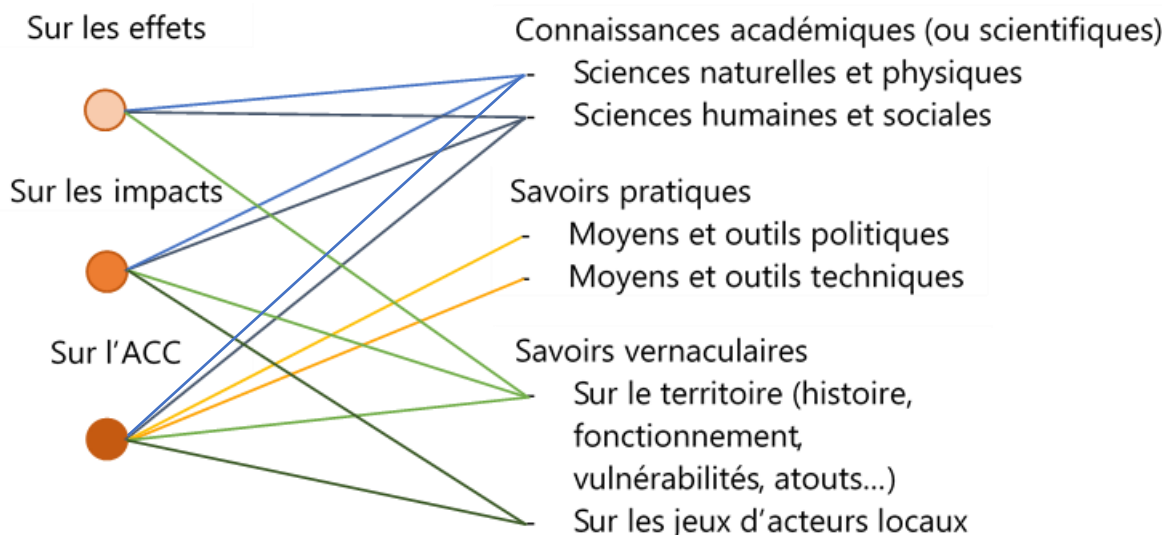 Sur les effets
Connaissances académiques (ou scientifiques)
- Sciences naturelles et physiques
- Sciences humaines et sociales
Sur les impacts
Savoirs pratiques
- Moyens et outils politiques
- Moyens et outils techniques
Sur l'ACC
Savoirs vernaculaires
- Sur le territoire (histoire,
fonctionnement,
vulnérabilités, atouts...)
- Sur les jeux d'acteurs locaux